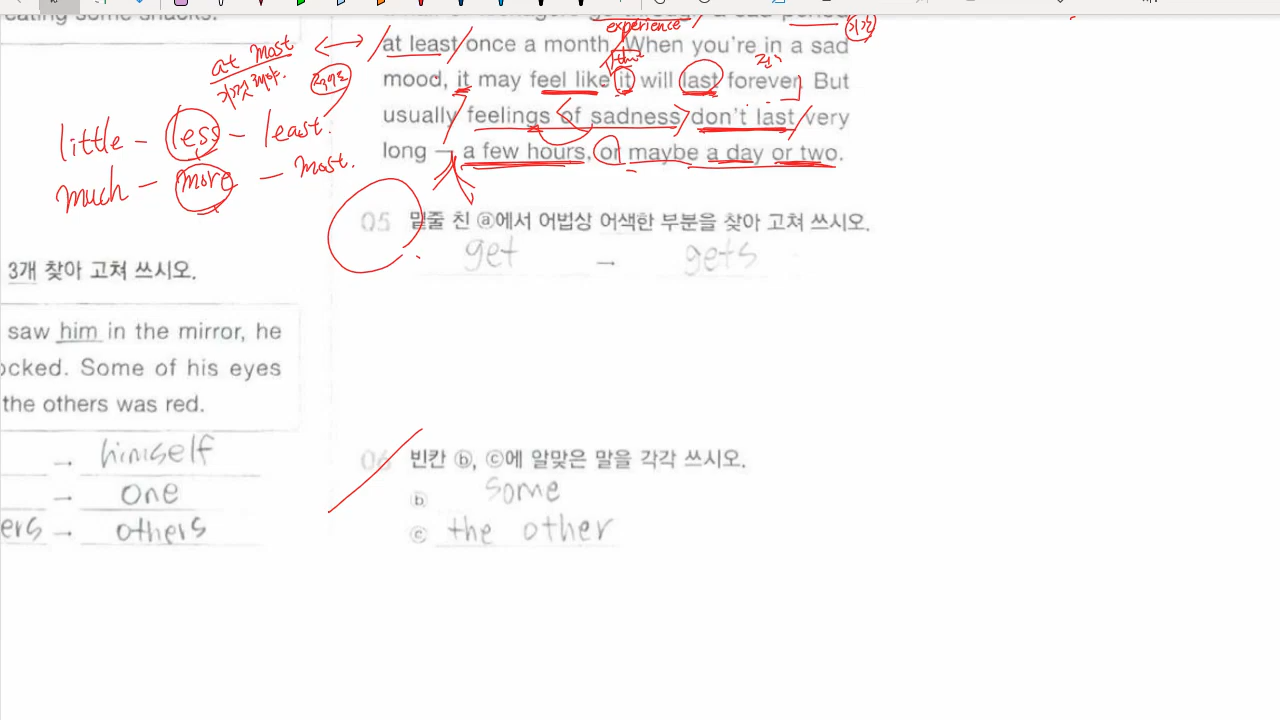 eating some snacks.
experience
at least once a month. When you're in a sad
that
mood, it may feel like it will last forever. But
usually feelings of sadness don't last very
long – a few hours, or maybe a day or two.
at most
little – less – least.
much – more – most.
05 밑줄 친 ⓐ에서 어법상 어색한 부분을 찾아 고쳐 쓰시오.
get → gets
3개 찾아 고쳐 쓰시오.
saw him in the mirror, he
ocked. Some of his eyes
the others was red.
→ himself
→ one
ers → others
06 빈칸 ⓑ, ⓒ에 알맞은 말을 각각 쓰시오.
ⓑ some
ⓒ the other